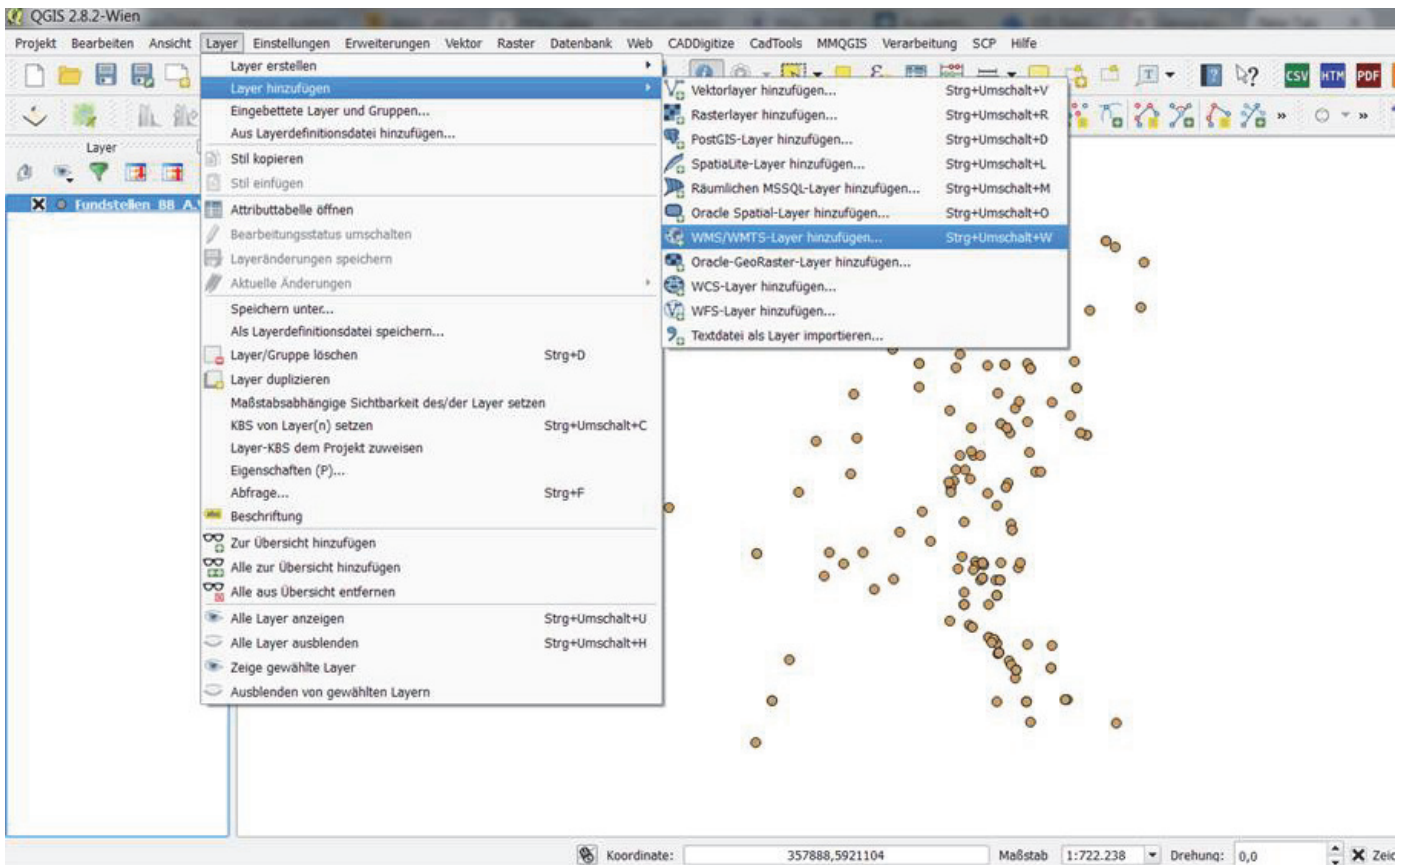 QGIS 2.8.2-Wien
Projekt Bearbeiten Ansicht Layer Einstellungen Erweiterungen Vektor Raster Datenbank Web CADDigitize CadTools MMQGIS Verarbeitung SCP Hilfe
CSV HTM PDF
Layer
Fundstellen_BB_A.
Layer erstellen
Layer hinzufügen
Eingebettete Layer und Gruppen...
Aus Layerdefinitionsdatei hinzufügen...
Stil kopieren
Stil einfügen
Attributtabelle öffnen
Bearbeitungsstatus umschalten
Layeränderungen speichern
Aktuelle Änderungen
Speichern unter...
Als Layerdefinitionsdatei speichern...
Layer/Gruppe löschen Strg+D
Layer duplizieren
Maßstabsabhängige Sichtbarkeit des/der Layer setzen
KBS von Layer(n) setzen Strg+Umschalt+C
Layer-KBS dem Projekt zuweisen
Eigenschaften (P)...
Abfrage... Strg+F
Beschriftung
Zur Übersicht hinzufügen
Alle zur Übersicht hinzufügen
Alle aus Übersicht entfernen
Alle Layer anzeigen Strg+Umschalt+U
Alle Layer ausblenden Strg+Umschalt+H
Zeige gewählte Layer
Ausblenden von gewählten Layern
Vektorlayer hinzufügen... Strg+Umschalt+V
Rasterlayer hinzufügen... Strg+Umschalt+R
PostGIS-Layer hinzufügen... Strg+Umschalt+D
SpatiaLite-Layer hinzufügen... Strg+Umschalt+L
Räumlichen MSSQL-Layer hinzufügen... Strg+Umschalt+M
Oracle Spatial-Layer hinzufügen... Strg+Umschalt+O
WMS/WMTS-Layer hinzufügen... Strg+Umschalt+W
Oracle-GeoRaster-Layer hinzufügen...
WCS-Layer hinzufügen...
WFS-Layer hinzufügen...
Textdatei als Layer importieren...
Koordinate: 357888,5921104 Maßstab 1:722.238 Drehung: 0,0 Zeic